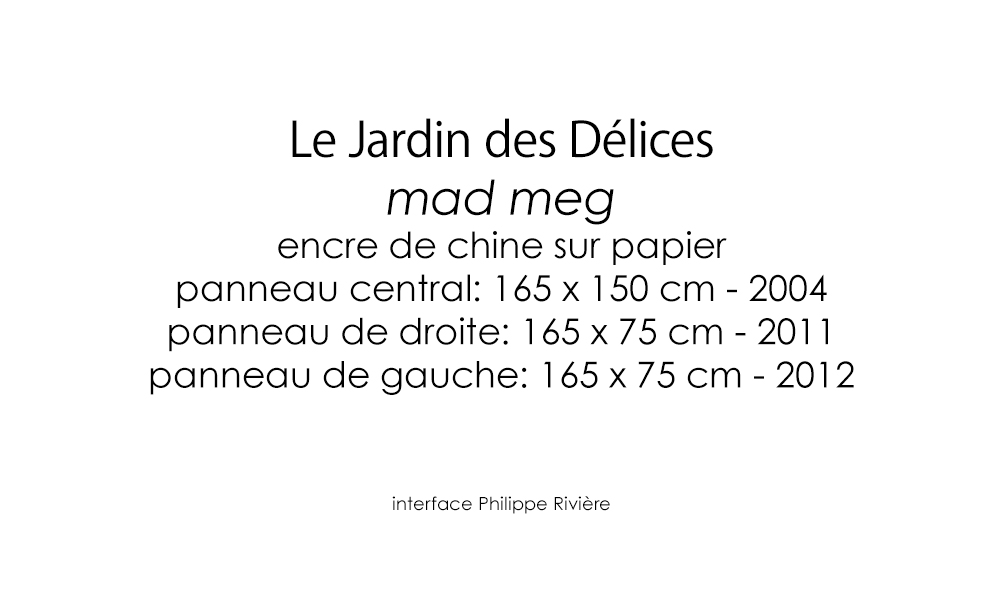 Le Jardin des Délices
mad meg
encre de chine sur papier
panneau central: 165 x 150 cm - 2004
panneau de droite: 165 x 75 cm - 2011
panneau de gauche: 165 x 75 cm - 2012
interface Philippe Rivière